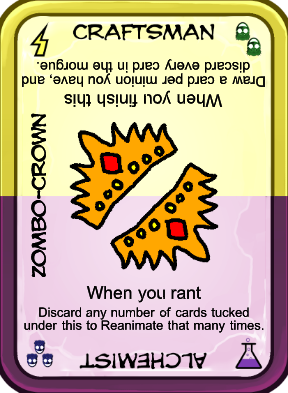 CRAFTSMAN
When you finish this
Draw a card per minion you have, and
discard every card in the morgue.
ZOMBO-CROWN
When you rant
Discard any number of cards tucked
under this to Reanimate that many times.
ALCHEMIST